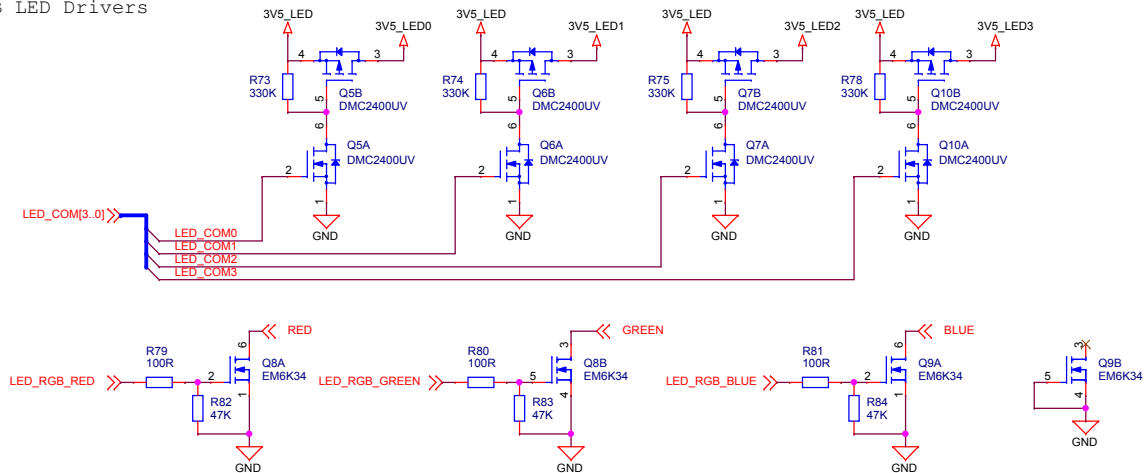 LED Drivers
3V5_LED 3V5_LED0 3V5_LED 3V5_LED1 3V5_LED 3V5_LED2 3V5_LED 3V5_LED3
4 3 4 3 4 3 4 3
R73 330K 5 Q5B DMC2400UV R74 330K 5 Q6B DMC2400UV R75 330K 5 Q7B DMC2400UV R78 330K 5 Q10B DMC2400UV
6 6 6 6
Q5A DMC2400UV Q6A DMC2400UV Q7A DMC2400UV Q10A DMC2400UV
2 2 2 2
1 1 1 1
GND GND GND GND
LED_COM[3..0]
LED_COM0
LED_COM1
LED_COM2
LED_COM3
RED GREEN BLUE
6 3 6 3
R79 100R Q8A EM6K34 R80 100R Q8B EM6K34 R81 100R Q9A EM6K34 Q9B EM6K34
LED_RGB_RED 2 LED_RGB_GREEN 5 LED_RGB_BLUE 2 5
R82 47K 1 R83 47K 4 R84 47K 1 4
GND GND GND GND